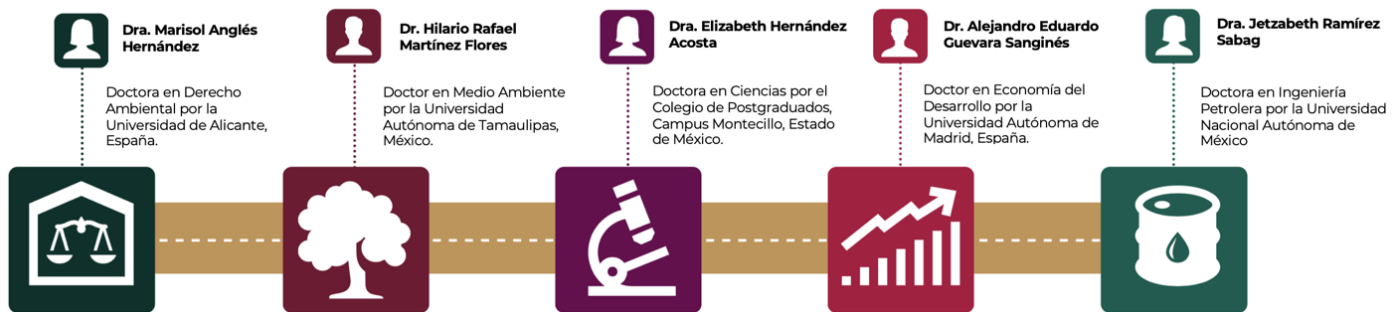 Dra. Marisol Anglés
Hernández
Doctora en Derecho
Ambiental por la
Universidad de Alicante,
España.
Dr. Hilario Rafael
Martínez Flores
Doctor en Medio Ambiente
por la Universidad
Autónoma de Tamaulipas,
México.
Dra. Elizabeth Hernández
Acosta
Doctora en Ciencias por el
Colegio de Postgraduados,
Campus Montecillo, Estado
de México.
Dr. Alejandro Eduardo
Guevara Sanginés
Doctor en Economía del
Desarrollo por la
Universidad Autónoma de
Madrid, España.
Dra. Jetzabeth Ramírez
Sabag
Doctora en Ingeniería
Petrolera por la Universidad
Nacional Autónoma de
México